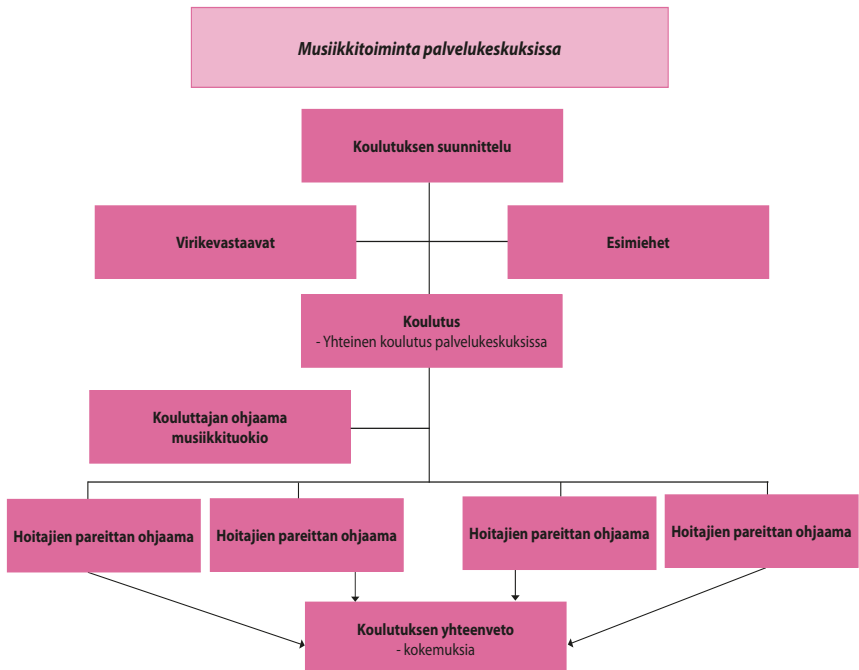 Musiikkitoiminta palvelukeskuksissa
Koulutuksen suunnittelu
Virikevastaavat
Esimiehet
Koulutus
- Yhteinen koulutus palvelukeskuksissa
Kouluttajan ohjaama
musiikkituokio
Hoitajien pareittan ohjaama
Hoitajien pareittan ohjaama
Hoitajien pareittan ohjaama
Hoitajien pareittan ohjaama
Koulutuksen yhteenveto
- kokemuksia